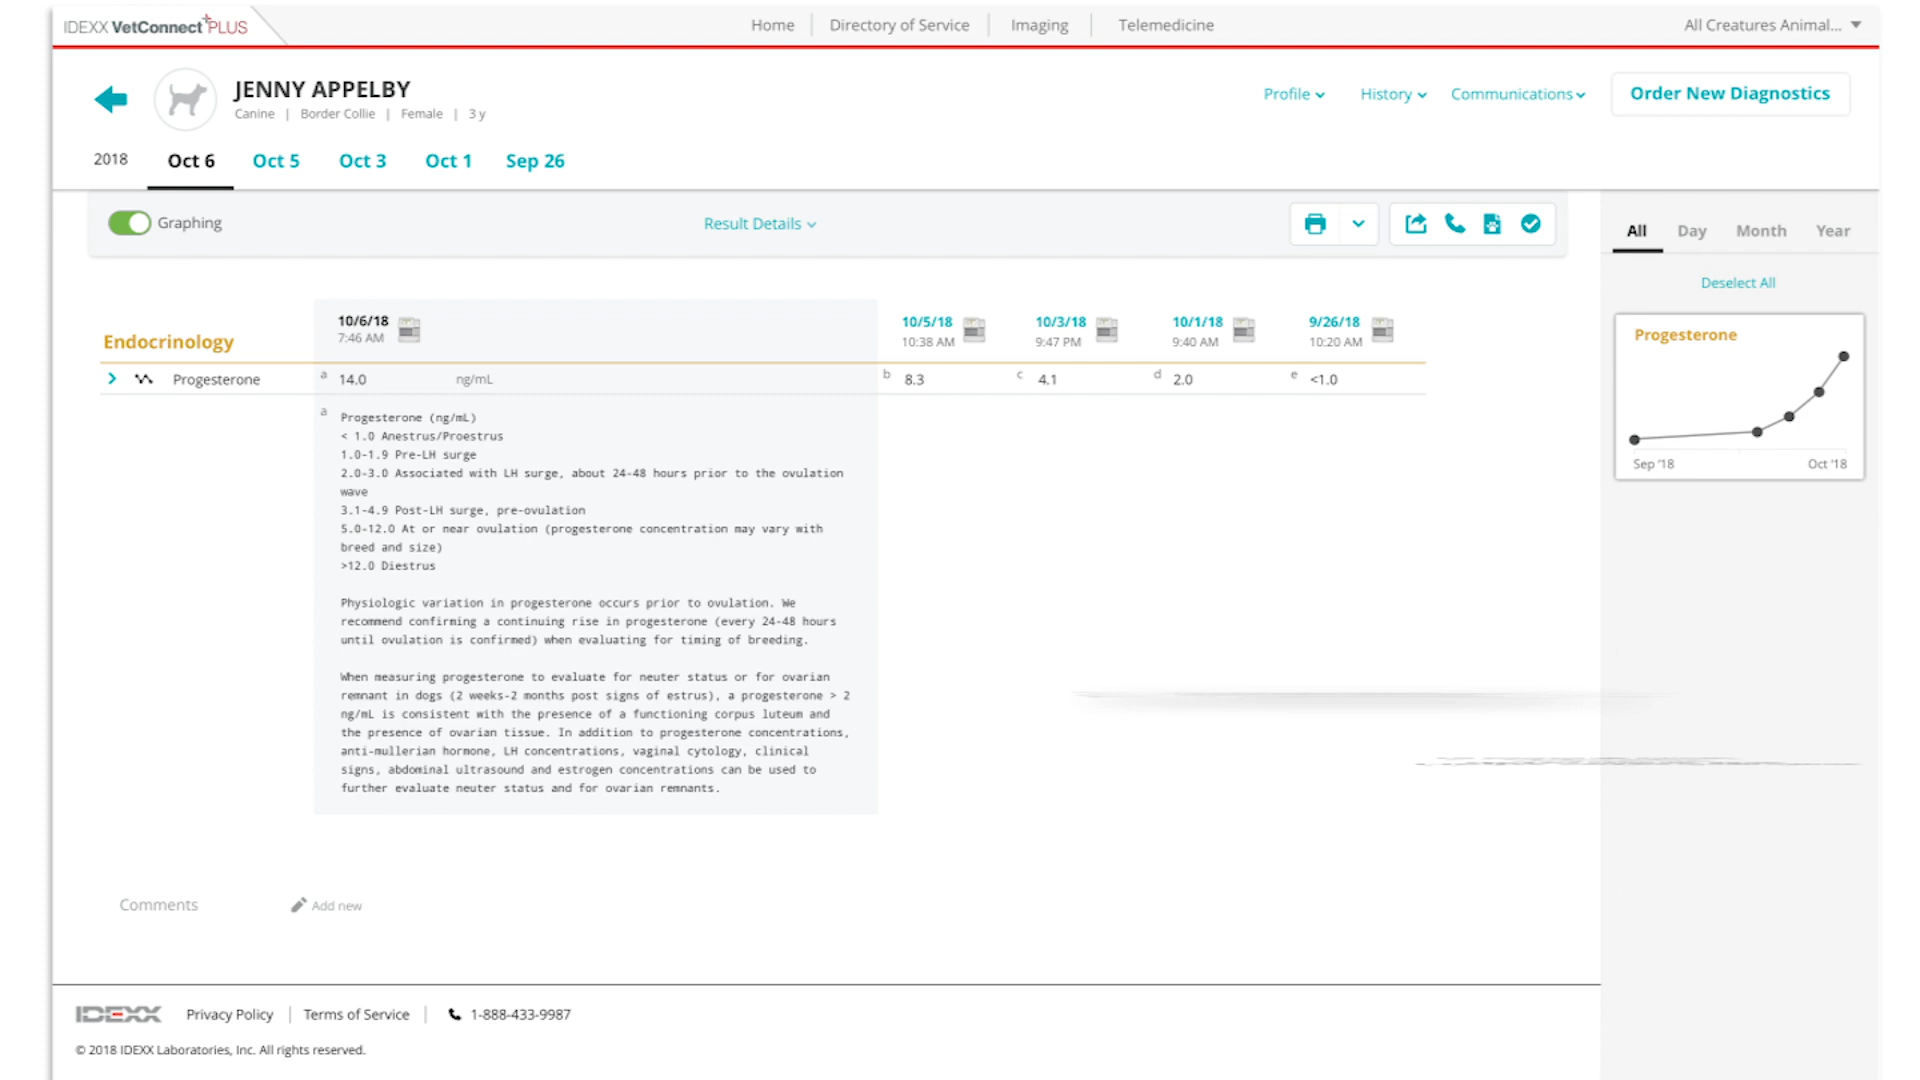 IDEXX VetConnect PLUS
Home
Directory of Service
Imaging
Telemedicine
All Creatures Animal...
JENNY APPELBY
Canine | Border Collie | Female | 3 y
Profile
History
Communications
Order New Diagnostics
2018
Oct 6
Oct 5
Oct 3
Oct 1
Sep 26
Graphing
Result Details
All
Day
Month
Year
Deselect All
Endocrinology
10/6/18
7:46 AM
10/5/18
10:38 AM
10/3/18
9:47 PM
10/1/18
9:40 AM
9/26/18
10:20 AM
Progesterone
a 14.0 ng/mL
b 8.3
c 4.1
d 2.0
e <1.0
a
Progesterone (ng/mL)
< 1.0 Anestrus/Proestrus
1.0-1.9 Pre-LH surge
2.0-3.0 Associated with LH surge, about 24-48 hours prior to the ovulation
wave
3.1-4.9 Post-LH surge, pre-ovulation
5.0-12.0 At or near ovulation (progesterone concentration may vary with
breed and size)
>12.0 Diestrus
Physiologic variation in progesterone occurs prior to ovulation. We
recommend confirming a continuing rise in progesterone (every 24-48 hours
until ovulation is confirmed) when evaluating for timing of breeding.
When measuring progesterone to evaluate for neuter status or for ovarian
remnant in dogs (2 weeks-2 months post signs of estrus), a progesterone > 2
ng/mL is consistent with the presence of a functioning corpus luteum and
the presence of ovarian tissue. In addition to progesterone concentrations,
anti-mullerian hormone, LH concentrations, vaginal cytology, clinical
signs, abdominal ultrasound and estrogen concentrations can be used to
further evaluate neuter status and for ovarian remnants.
Progesterone
Sep '18
Oct '18
Comments
Add new
IDEXX
Privacy Policy | Terms of Service | 1-888-433-9987
© 2018 IDEXX Laboratories, Inc. All rights reserved.